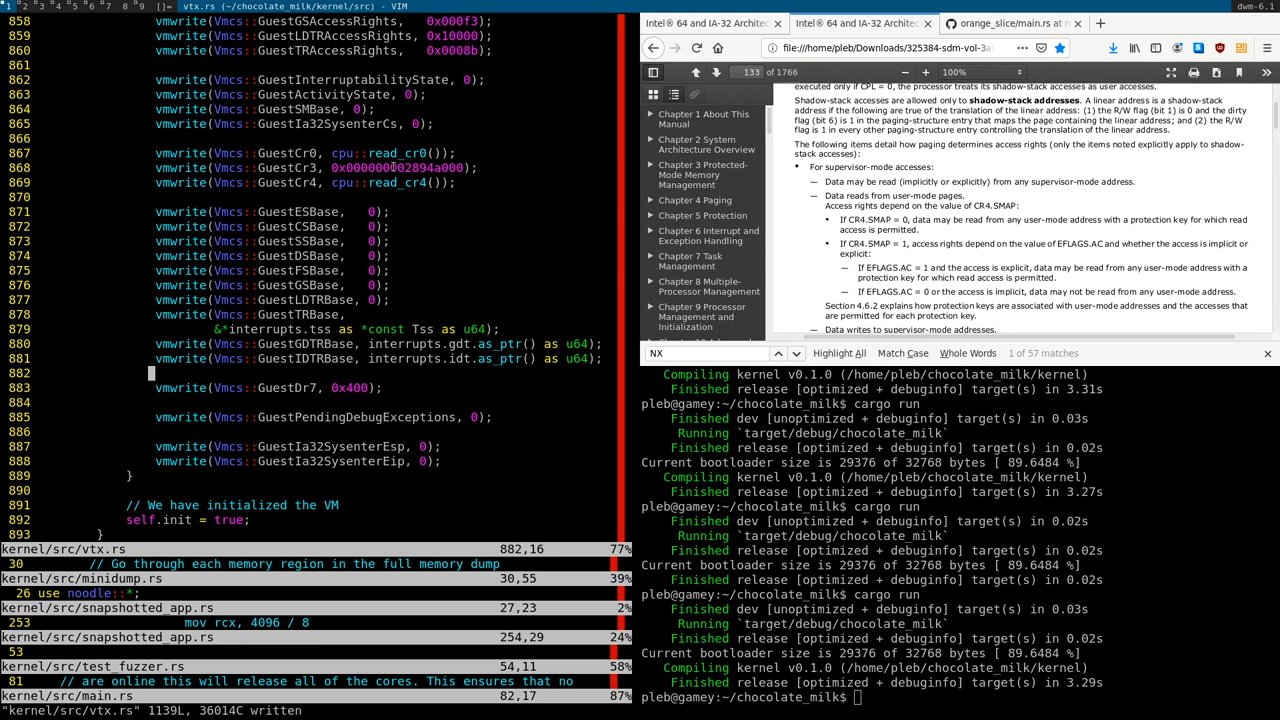 1 2 3 4 5 6 7 8 9 []= vtx.rs (~/chocolate_milk/kernel/src) - VIM dwm-6.1
858 vmwrite(Vmcs::GuestGSAccessRights, 0x000f3);
859 vmwrite(Vmcs::GuestLDTRAccessRights, 0x10000);
860 vmwrite(Vmcs::GuestTRAccessRights, 0x0008b);
861
862 vmwrite(Vmcs::GuestInterruptabilityState, 0);
863 vmwrite(Vmcs::GuestActivityState, 0);
864 vmwrite(Vmcs::GuestSMBase, 0);
865 vmwrite(Vmcs::GuestIa32SysenterCs, 0);
866
867 vmwrite(Vmcs::GuestCr0, cpu::read_cr0());
868 vmwrite(Vmcs::GuestCr3, 0x000000002894a000);
869 vmwrite(Vmcs::GuestCr4, cpu::read_cr4());
870
871 vmwrite(Vmcs::GuestESBase, 0);
872 vmwrite(Vmcs::GuestCSBase, 0);
873 vmwrite(Vmcs::GuestSSBase, 0);
874 vmwrite(Vmcs::GuestDSBase, 0);
875 vmwrite(Vmcs::GuestFSBase, 0);
876 vmwrite(Vmcs::GuestGSBase, 0);
877 vmwrite(Vmcs::GuestLDTRBase, 0);
878 vmwrite(Vmcs::GuestTRBase,
879 &*interrupts.tss as *const Tss as u64);
880 vmwrite(Vmcs::GuestGDTRBase, interrupts.gdt.as_ptr() as u64);
881 vmwrite(Vmcs::GuestIDTRBase, interrupts.idt.as_ptr() as u64);
882
883 vmwrite(Vmcs::GuestDr7, 0x400);
884
885 vmwrite(Vmcs::GuestPendingDebugExceptions, 0);
886
887 vmwrite(Vmcs::GuestIa32SysenterEsp, 0);
888 vmwrite(Vmcs::GuestIa32SysenterEip, 0);
889 }
890
891 // We have initialized the VM
892 self.init = true;
893 }
kernel/src/vtx.rs 882,16 77%
30 // Go through each memory region in the full memory dump
kernel/src/minidump.rs 30,55 39%
26 use noodle::*;
kernel/src/snapshotted_app.rs 27,23 2%
253 mov rcx, 4096 / 8
kernel/src/snapshotted_app.rs 254,29 24%
53
kernel/src/test_fuzzer.rs 54,11 58%
81 // are online this will release all of the cores. This ensures that no
kernel/src/main.rs 82,17 87%
"kernel/src/vtx.rs" 1139L, 36014C written
Intel® 64 and IA-32 Architec Intel® 64 and IA-32 Architec orange_slice/main.rs at m
file:///home/pleb/Downloads/325384-sdm-vol-3a
133 of 1766 100%
Chapter 1 About This
Manual
Chapter 2 System
Architecture Overview
Chapter 3 Protected-
Mode Memory
Management
Chapter 4 Paging
Chapter 5 Protection
Chapter 6 Interrupt and
Exception Handling
Chapter 7 Task
Management
Chapter 8 Multiple-
Processor Management
Chapter 9 Processor
Management and
Initialization
executed only if CPL = 0, the processor treats its shadow-stack accesses as user accesses.
Shadow-stack accesses are allowed only to shadow-stack addresses. A linear address is a shadow-stack
address if the following are true of the translation of the linear address: (1) the R/W flag (bit 1) is 0 and the dirty
flag (bit 6) is 1 in the paging-structure entry that maps the page containing the linear address; and (2) the R/W
flag is 1 in every other paging-structure entry controlling the translation of the linear address.
The following items detail how paging determines access rights (only the items noted explicitly apply to shadow-
stack accesses):
• For supervisor-mode accesses:
— Data may be read (implicitly or explicitly) from any supervisor-mode address.
— Data reads from user-mode pages.
Access rights depend on the value of CR4.SMAP:
• If CR4.SMAP = 0, data may be read from any user-mode address with a protection key for which read
access is permitted.
• If CR4.SMAP = 1, access rights depend on the value of EFLAGS.AC and whether the access is implicit or
explicit:
— If EFLAGS.AC = 1 and the access is explicit, data may be read from any user-mode address with a
protection key for which read access is permitted.
— If EFLAGS.AC = 0 or the access is implicit, data may not be read from any user-mode address.
Section 4.6.2 explains how protection keys are associated with user-mode addresses and the accesses that
are permitted for each protection key.
— Data writes to supervisor-mode addresses.
NX Highlight All Match Case Whole Words 1 of 57 matches
Compiling kernel v0.1.0 (/home/pleb/chocolate_milk/kernel)
Finished release [optimized + debuginfo] target(s) in 3.31s
pleb@gamey:~/chocolate_milk$ cargo run
Finished dev [unoptimized + debuginfo] target(s) in 0.03s
Running `target/debug/chocolate_milk`
Finished release [optimized + debuginfo] target(s) in 0.02s
Current bootloader size is 29376 of 32768 bytes [ 89.6484 %]
Compiling kernel v0.1.0 (/home/pleb/chocolate_milk/kernel)
Finished release [optimized + debuginfo] target(s) in 3.27s
pleb@gamey:~/chocolate_milk$ cargo run
Finished dev [unoptimized + debuginfo] target(s) in 0.02s
Running `target/debug/chocolate_milk`
Finished release [optimized + debuginfo] target(s) in 0.02s
Current bootloader size is 29376 of 32768 bytes [ 89.6484 %]
Finished release [optimized + debuginfo] target(s) in 0.02s
pleb@gamey:~/chocolate_milk$ cargo run
Finished dev [unoptimized + debuginfo] target(s) in 0.03s
Running `target/debug/chocolate_milk`
Finished release [optimized + debuginfo] target(s) in 0.02s
Current bootloader size is 29376 of 32768 bytes [ 89.6484 %]
Compiling kernel v0.1.0 (/home/pleb/chocolate_milk/kernel)
Finished release [optimized + debuginfo] target(s) in 3.29s
pleb@gamey:~/chocolate_milk$